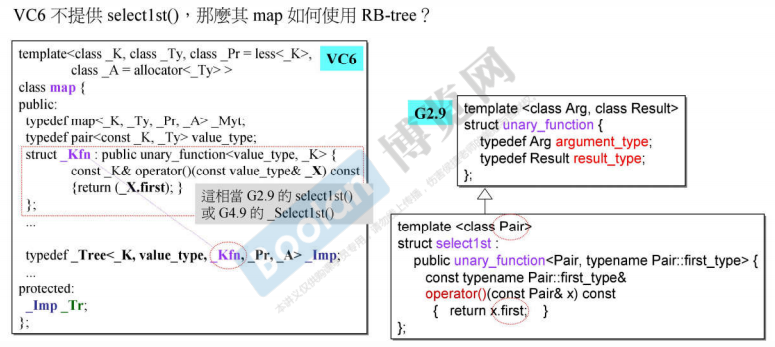 VC6 不提供 select1st()，那麼其 map 如何使用 RB-tree？
VC6
template<class _K, class _Ty, class _Pr = less<_K>,
class _A = allocator<_Ty> >
class map {
public:
typedef map<_K, _Ty, _Pr, _A> _Myt;
typedef pair<const _K, _Ty> value_type;
struct _Kfn : public unary_function<value_type, _K> {
const _K& operator()(const value_type& _X) const
{return (_X.first); }
};
這相當 G2.9 的 select1st()
或 G4.9 的 _Select1st()
...
typedef _Tree<_K, value_type, _Kfn, _Pr, _A> _Imp;
...
protected:
_Imp _Tr;
};
G2.9
template <class Arg, class Result>
struct unary_function {
typedef Arg argument_type;
typedef Result result_type;
};
template <class Pair>
struct select1st :
public unary_function<Pair, typename Pair::first_type> {
const typename Pair::first_type&
operator()(const Pair& x) const
{ return x.first; }
};
boolan 博览网